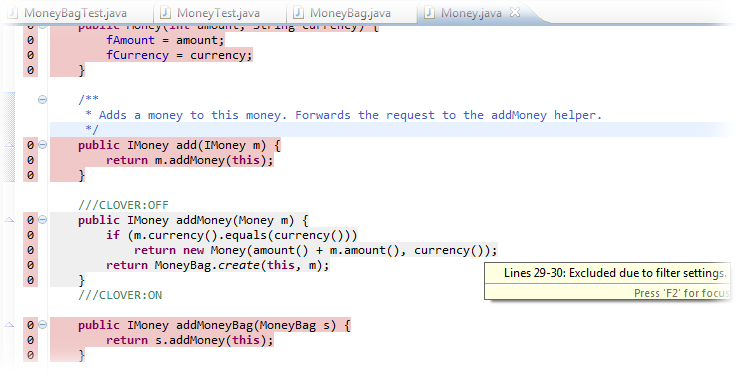 MoneyBagTest.java MoneyTest.java MoneyBag.java Money.java
0 public Money(int amount, String currency) {
0 fAmount = amount;
0 fCurrency = currency;
0 }
/**
* Adds a money to this money. Forwards the request to the addMoney helper.
*/
0 public IMoney add(IMoney m) {
0 return m.addMoney(this);
0 }
///CLOVER:OFF
0 public IMoney addMoney(Money m) {
0 if (m.currency().equals(currency()))
0 return new Money(amount() + m.amount(), currency());
0 return MoneyBag.create(this, m);
0 }
Lines 29-30: Excluded due to filter settings.
Press 'F2' for focus
///CLOVER:ON
0 public IMoney addMoneyBag(MoneyBag s) {
0 return s.addMoney(this);
0 }